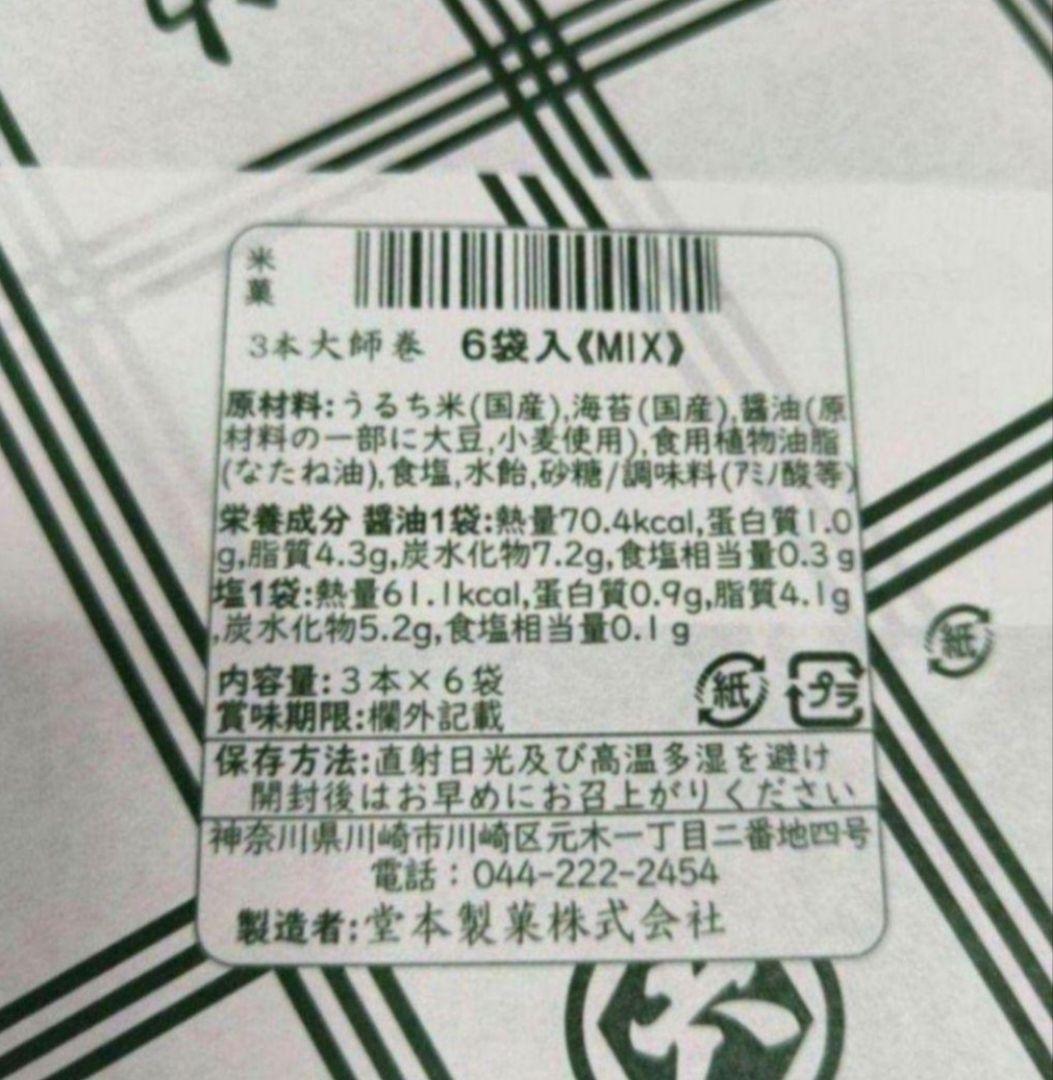 米
菓
3本大師巻 6袋入《MIX》
原材料:うるち米(国産),海苔(国産),醤油(原
材料の一部に大豆,小麦使用),食用植物油脂
(なたね油),食塩,水飴,砂糖/調味料(アミノ酸等)
栄養成分 醤油1袋:熱量70.4kcal,蛋白質1.0
g,脂質4.3g,炭水化物7.2g,食塩相当量0.3g
塩1袋:熱量61.1kcal,蛋白質0.9g,脂質4.1g
,炭水化物5.2g,食塩相当量0.1g
内容量:3本×6袋
賞味期限:欄外記載
紙 プラ
紙
保存方法:直射日光及び高温多湿を避け
開封後はお早めにお召上がりください
神奈川県川崎市川崎区元木一丁目二番地四号
電話:044-222-2454
製造者:堂本製菓株式会社